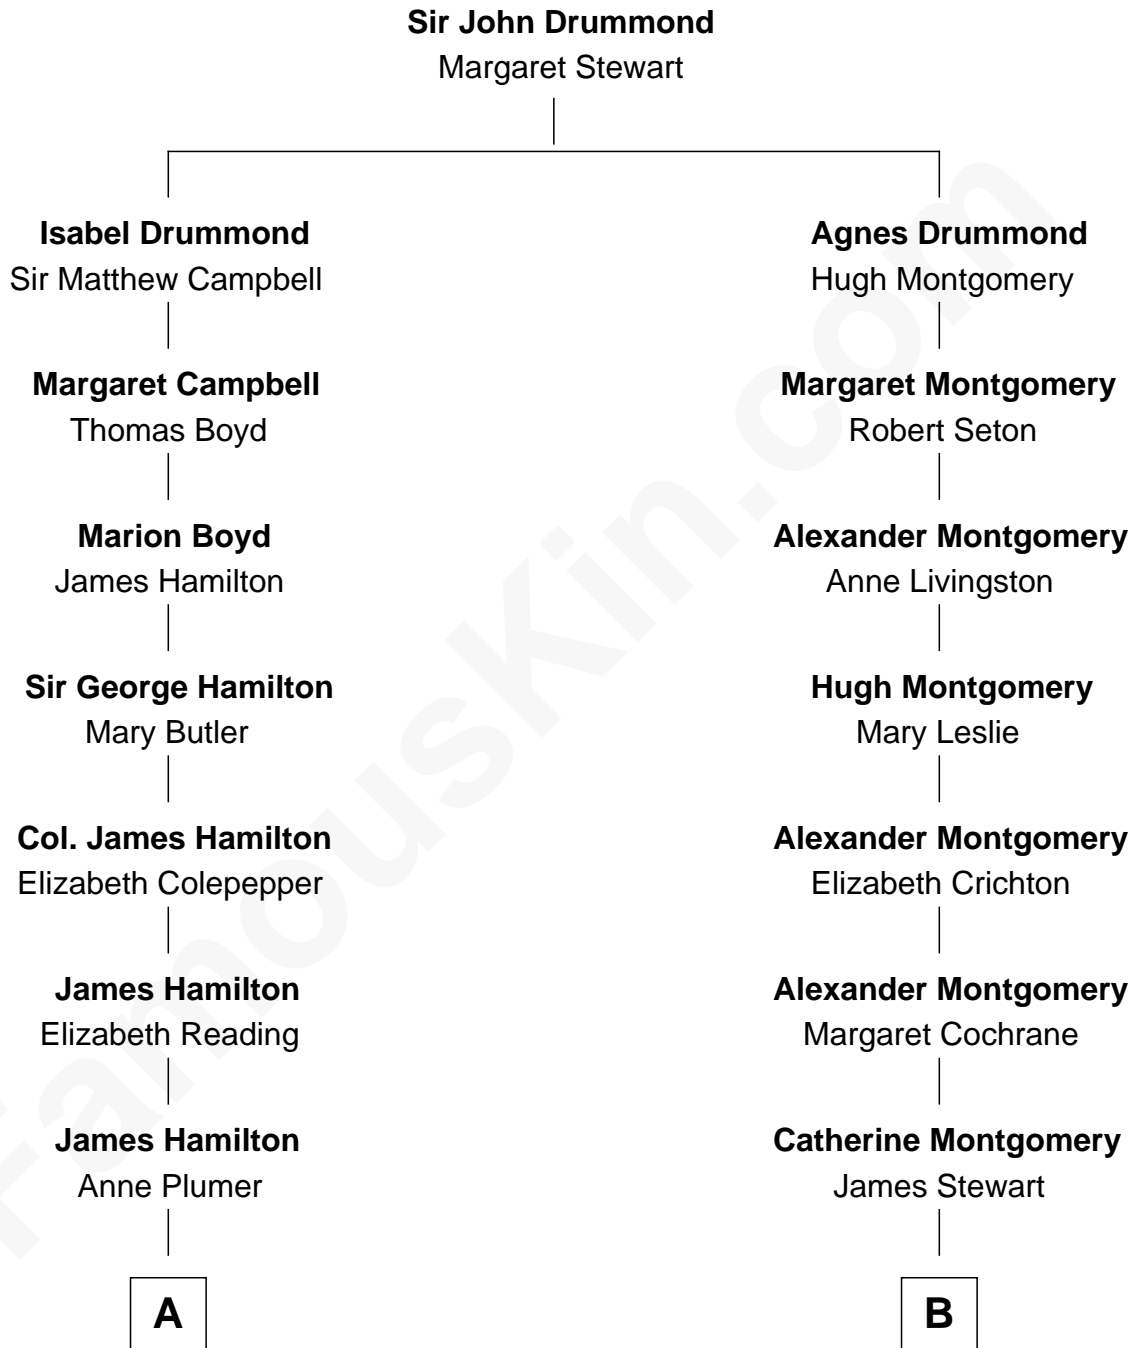 Sir John Drummond
Margaret Stewart
Isabel Drummond
Sir Matthew Campbell
Agnes Drummond
Hugh Montgomery
Margaret Campbell
Thomas Boyd
Margaret Montgomery
Robert Seton
Marion Boyd
James Hamilton
Alexander Montgomery
Anne Livingston
Sir George Hamilton
Mary Butler
Hugh Montgomery
Mary Leslie
Col. James Hamilton
Elizabeth Colepepper
Alexander Montgomery
Elizabeth Crichton
James Hamilton
Elizabeth Reading
Alexander Montgomery
Margaret Cochrane
James Hamilton
Anne Plumer
Catherine Montgomery
James Stewart
A
B
FamousKin.com